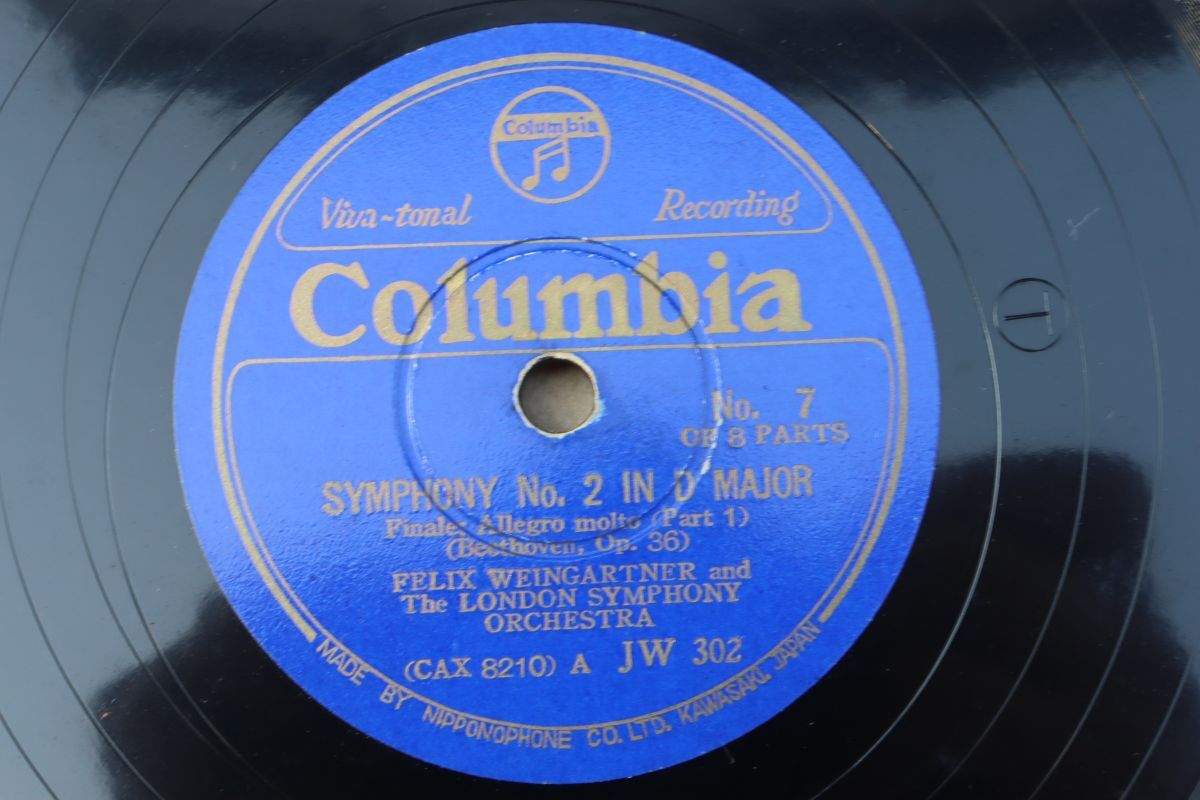 Columbia
Viva-tonal Recording
Columbia
No. 7
OF 8 PARTS
SYMPHONY No. 2 IN D MAJOR
Finale; Allegro molto (Part 1)
(Beethoven, Op. 36)
FELIX WEINGARTNER and
The LONDON SYMPHONY
ORCHESTRA
(CAX 8210) A JW 302
MADE BY NIPPONOPHONE CO. LTD. KAWASAKI, JAPAN